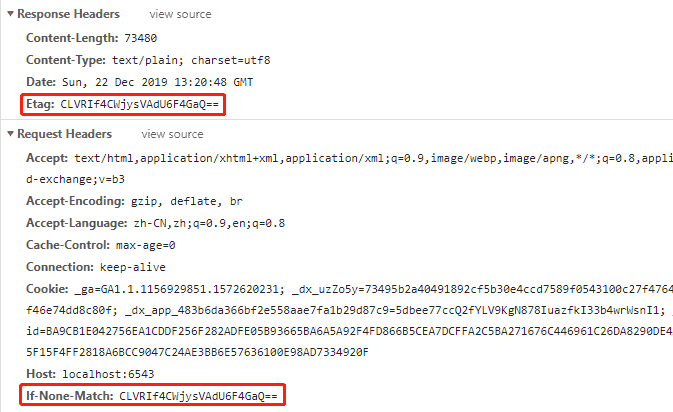 Response Headers view source
Content-Length: 73480
Content-Type: text/plain; charset=utf8
Date: Sun, 22 Dec 2019 13:20:48 GMT
Etag: CLVRIf4CWjysVAdU6F4GaQ==
Request Headers view source
Accept: text/html,application/xhtml+xml,application/xml;q=0.9,image/webp,image/apng,*/*;q=0.8,appli
d-exchange;v=b3
Accept-Encoding: gzip, deflate, br
Accept-Language: zh-CN,zh;q=0.9,en;q=0.8
Cache-Control: max-age=0
Connection: keep-alive
Cookie: _ga=GA1.1.1156929851.1572620231; _dx_uzZo5y=73495b2a40491892cf5b30e4ccd7589f0543100c27f4764
f46e74dd8c80f; _dx_app_483b6da366bf2e558aae7fa1b29d87c9=5dbee77ccQ2fYLV9KgN878IuazfkI33b4wrWsnI1; _
id=BA9CB1E042756EA1CDDF256F282ADFE05B93665BA6A5A92F4FD866B5CEA7DCFFA2C5BA271676C446961C26DA8290DE4
5F15F4FF2818A6BCC9047C24AE3BB6E57636100E98AD7334920F
Host: localhost:6543
If-None-Match: CLVRIf4CWjysVAdU6F4GaQ==